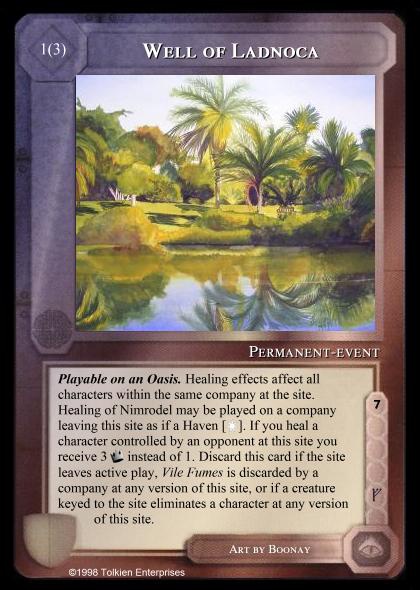 1(3)
Well of Ladnoca
Permanent-event
Playable on an Oasis. Healing effects affect all
characters within the same company at the site.
Healing of Nimrodel may be played on a company
leaving this site as if a Haven [ ]. If you heal a
character controlled by an opponent at this site you
receive 3 instead of 1. Discard this card if the site
leaves active play, Vile Fumes is discarded by a
company at any version of this site, or if a creature
keyed to the site eliminates a character at any version
of this site.
7
Art by Boonay
©1998 Tolkien Enterprises